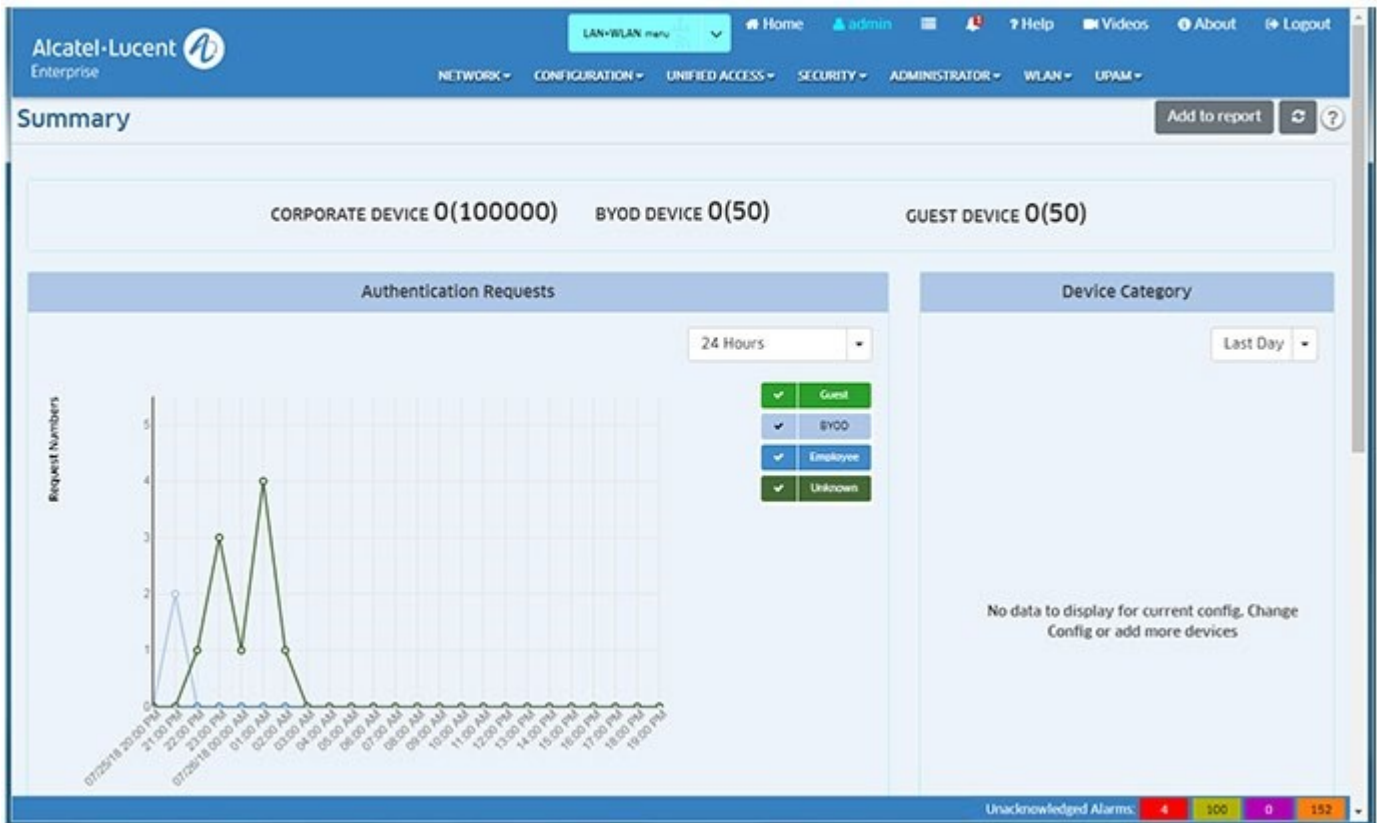 Alcatel·Lucent
Enterprise
LAN+WLAN menu
Home
admin
? Help
Videos
About
Logout
NETWORK
CONFIGURATION
UNIFIED ACCESS
SECURITY
ADMINISTRATOR
WLAN
UPAM
Summary
Add to report
?
CORPORATE DEVICE 0(100000)
BYOD DEVICE 0(50)
GUEST DEVICE 0(50)
Authentication Requests
24 Hours
Guest
BYOD
Employee
Unknown
Request Numbers
5
4
3
2
1
0
07/25/18 20:00 PM
21:00 PM
22:00 PM
23:00 PM
07/26/18 00:00 AM
01:00 AM
02:00 AM
03:00 AM
04:00 AM
05:00 AM
06:00 AM
07:00 AM
08:00 AM
09:00 AM
10:00 AM
11:00 AM
12:00 PM
13:00 PM
14:00 PM
15:00 PM
16:00 PM
17:00 PM
18:00 PM
19:00 PM
Device Category
Last Day
No data to display for current config. Change
Config or add more devices
Unacknowledged Alarms: 4 100 0 152